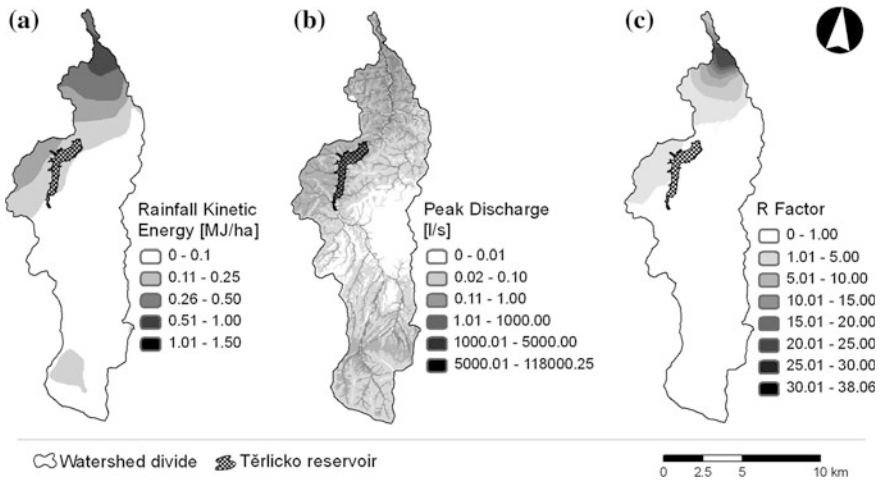 (a)
(b)
(c)
Rainfall Kinetic
Energy [MJ/ha]
0 - 0.1
0.11 - 0.25
0.26 - 0.50
0.51 - 1.00
1.01 - 1.50
Peak Discharge
[l/s]
0 - 0.01
0.02 - 0.10
0.11 - 1.00
1.01 - 1000.00
1000.01 - 5000.00
5000.01 - 118000.25
R Factor
0 - 1.00
1.01 - 5.00
5.01 - 10.00
10.01 - 15.00
15.01 - 20.00
20.01 - 25.00
25.01 - 30.00
30.01 - 38.06
Watershed divide
Těrlicko reservoir
0 2.5 5 10 km